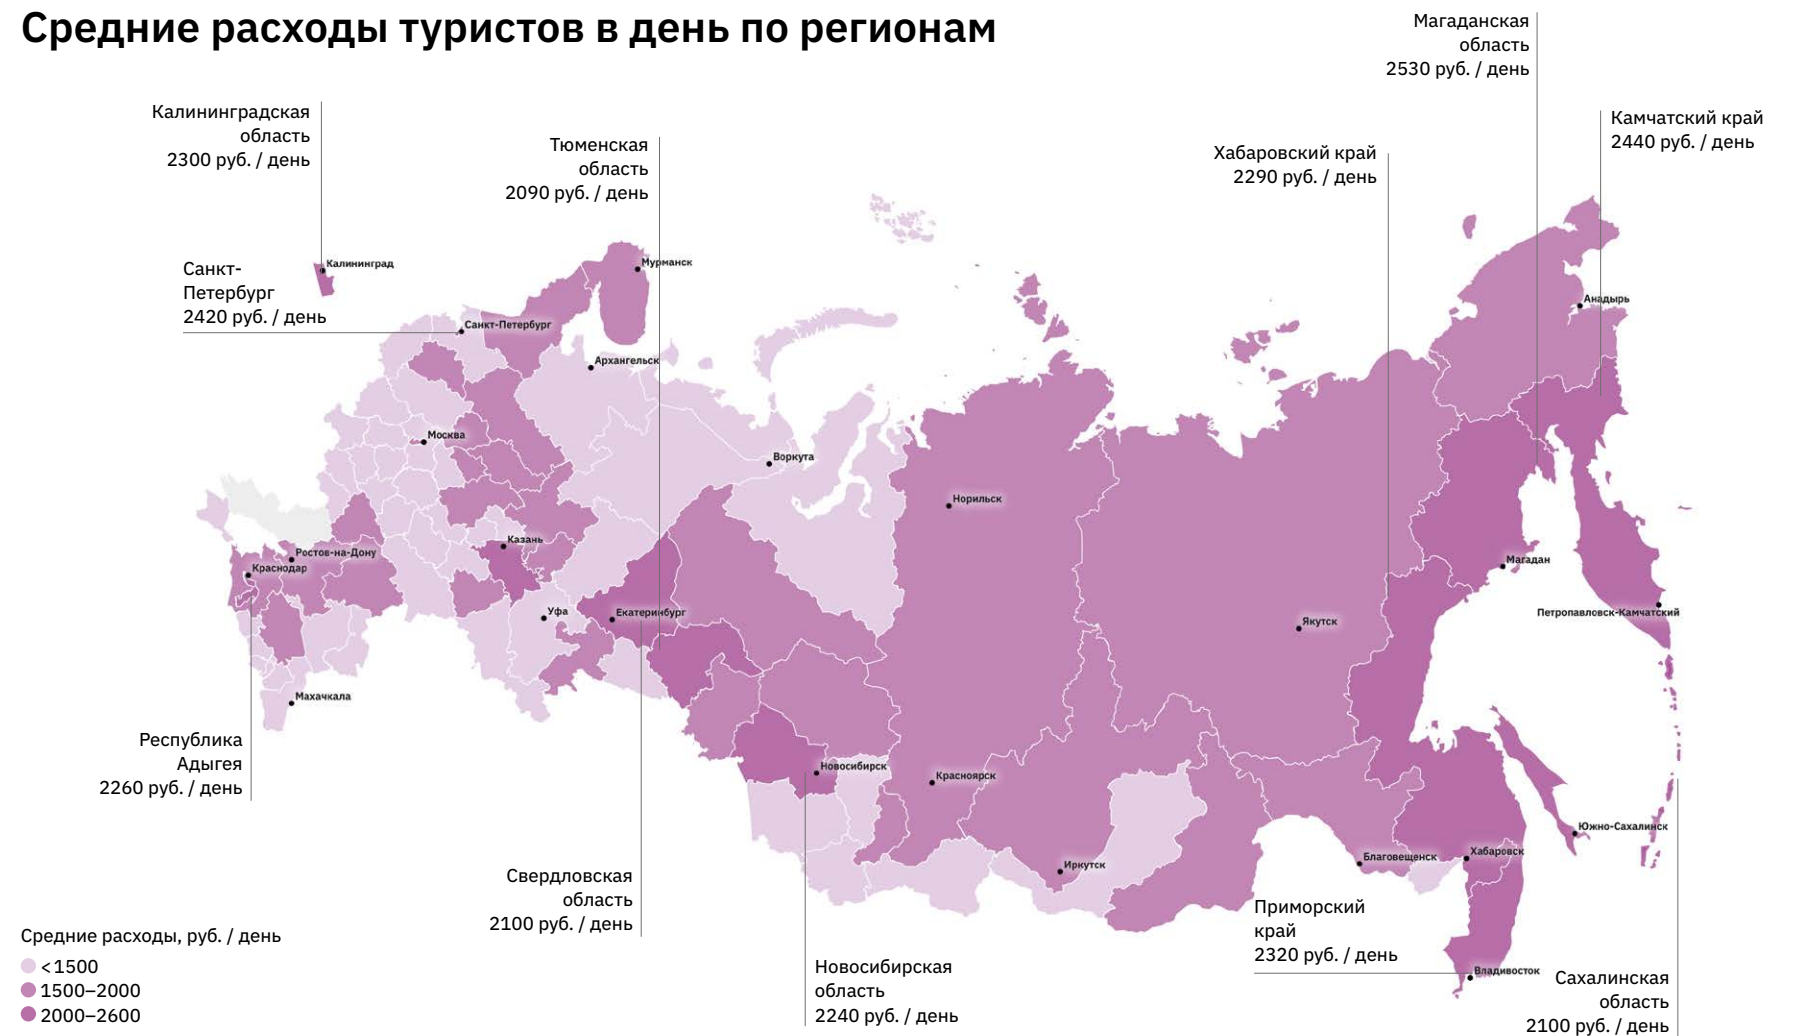 Средние расходы туристов в день по регионам
Магаданская
область
2530 руб. / день
Калининградская
область
2300 руб. / день
Тюменская
область
2090 руб. / день
Хабаровский край
2290 руб. / день
Камчатский край
2440 руб. / день
Санкт-
Петербург
2420 руб. / день
Калининград
Мурманск
Санкт-Петербург
Архангельск
Анадырь
Москва
Воркута
Норильск
Казань
Ростов-на-Дону
Краснодар
Уфа
Екатеринбург
Якутск
Магадан
Петропавловск-Камчатский
Махачкала
Республика
Адыгея
2260 руб. / день
Новосибирск
Красноярск
Иркутск
Благовещенск
Хабаровск
Южно-Сахалинск
Владивосток
Свердловская
область
2100 руб. / день
Новосибирская
область
2240 руб. / день
Приморский
край
2320 руб. / день
Сахалинская
область
2100 руб. / день
Средние расходы, руб. / день
<1500
1500–2000
2000–2600